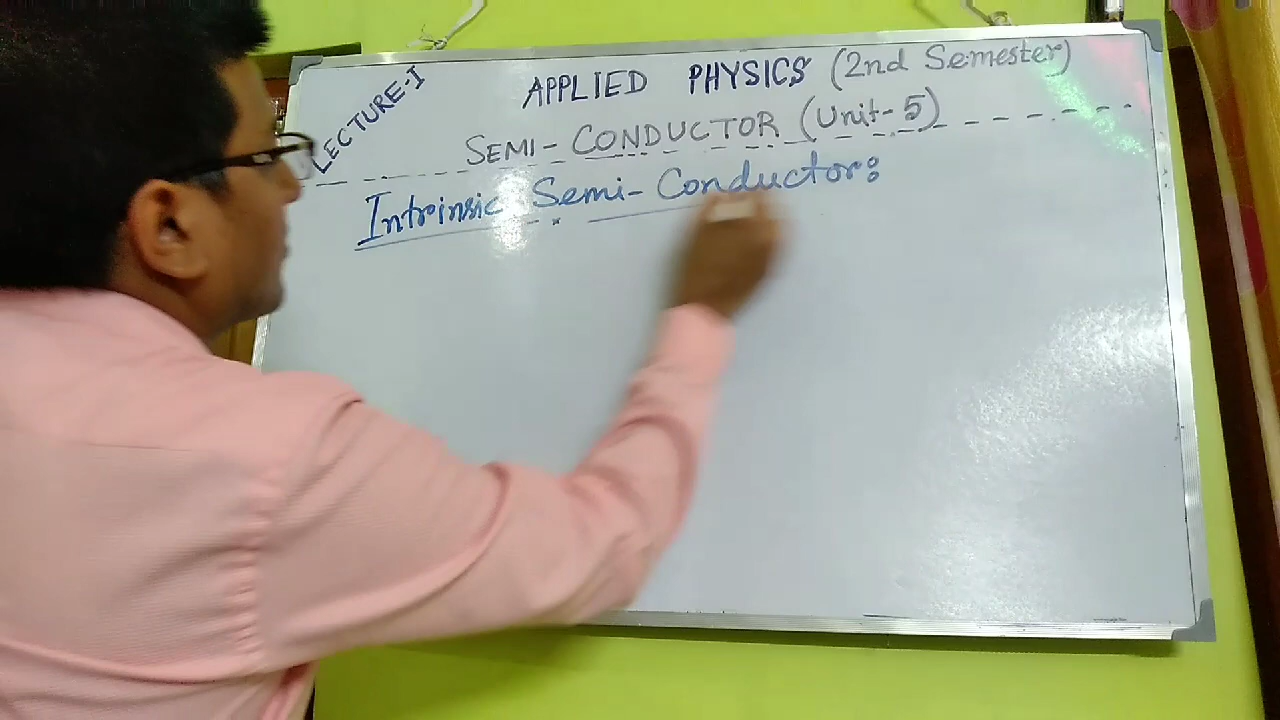 LECTURE-I
APPLIED PHYSICS (2nd Semester)
SEMI-CONDUCTOR (Unit-5)
Intrinsic Semi-Conductor: